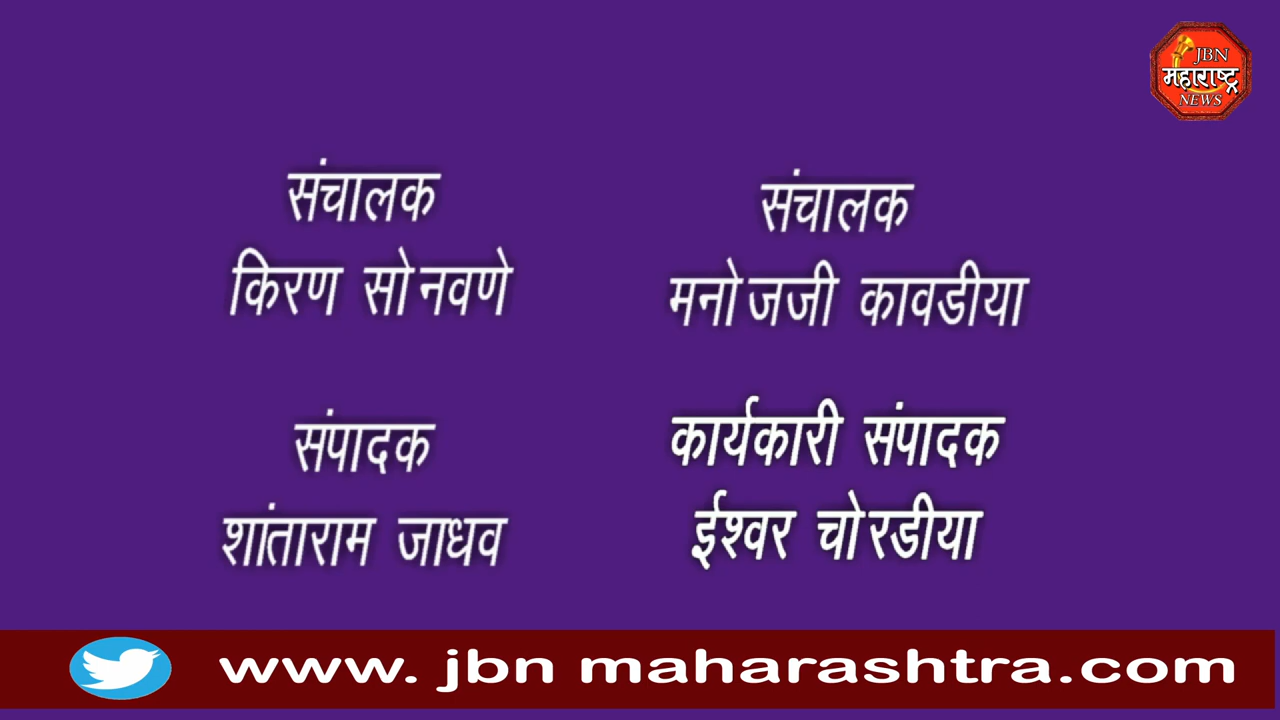 JBN
महाराष्ट्र
NEWS
संचालक
किरण सोनवणे
संचालक
मनोजजी कावडीया
संपादक
शांताराम जाधव
कार्यकारी संपादक
ईश्वर चोरडीया
www. jbn maharashtra.com